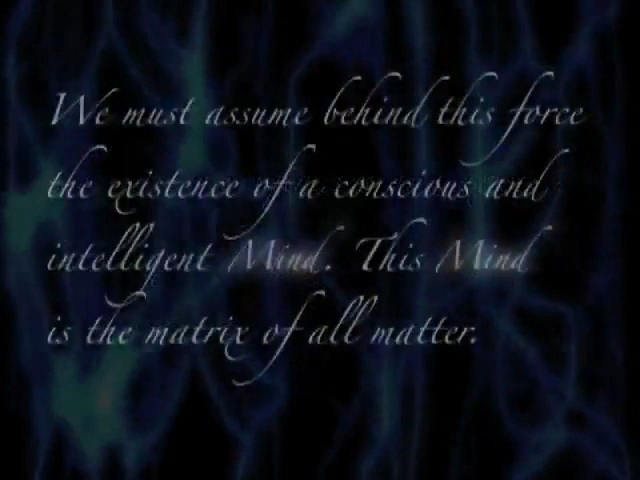 We must assume behind this force
the existence of a conscious and
intelligent Mind. This Mind
is the matrix of all matter.